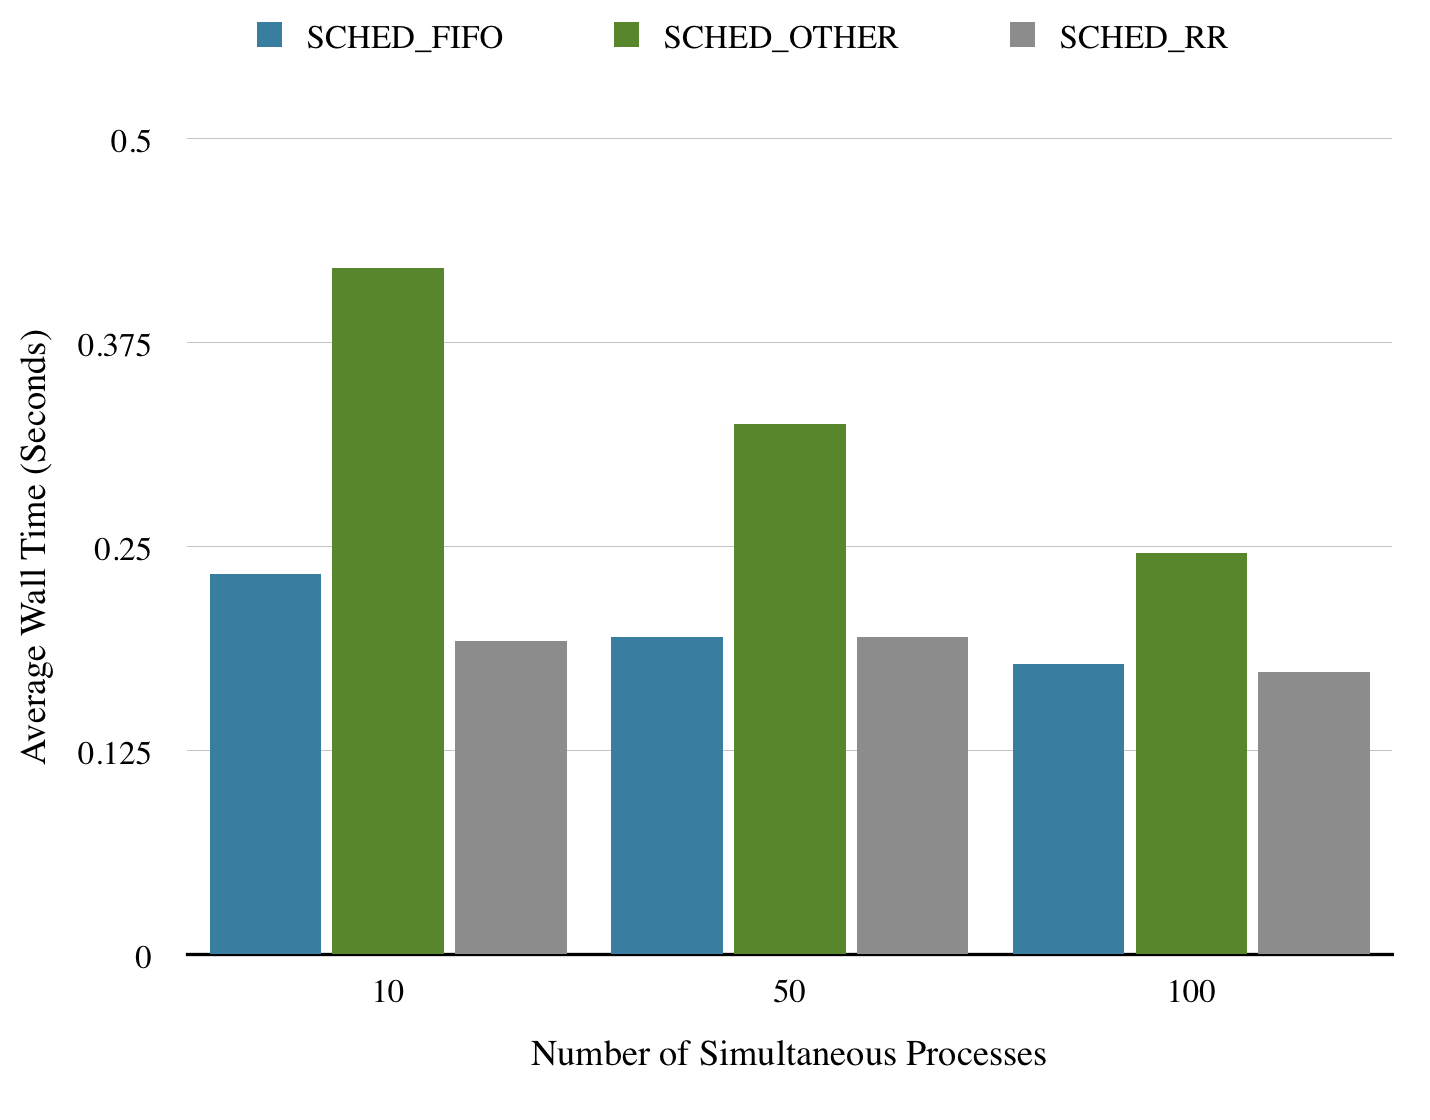 SCHED_FIFO SCHED_OTHER SCHED_RR
0.5
0.375
0.25
0.125
0
Average Wall Time (Seconds)
10 50 100
Number of Simultaneous Processes